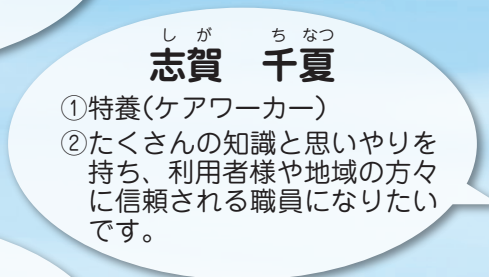 しが ちなつ
志賀 千夏
①特養(ケアワーカー)
②たくさんの知識と思いやりを
持ち、利用者様や地域の方々
に信頼される職員になりたい
です。